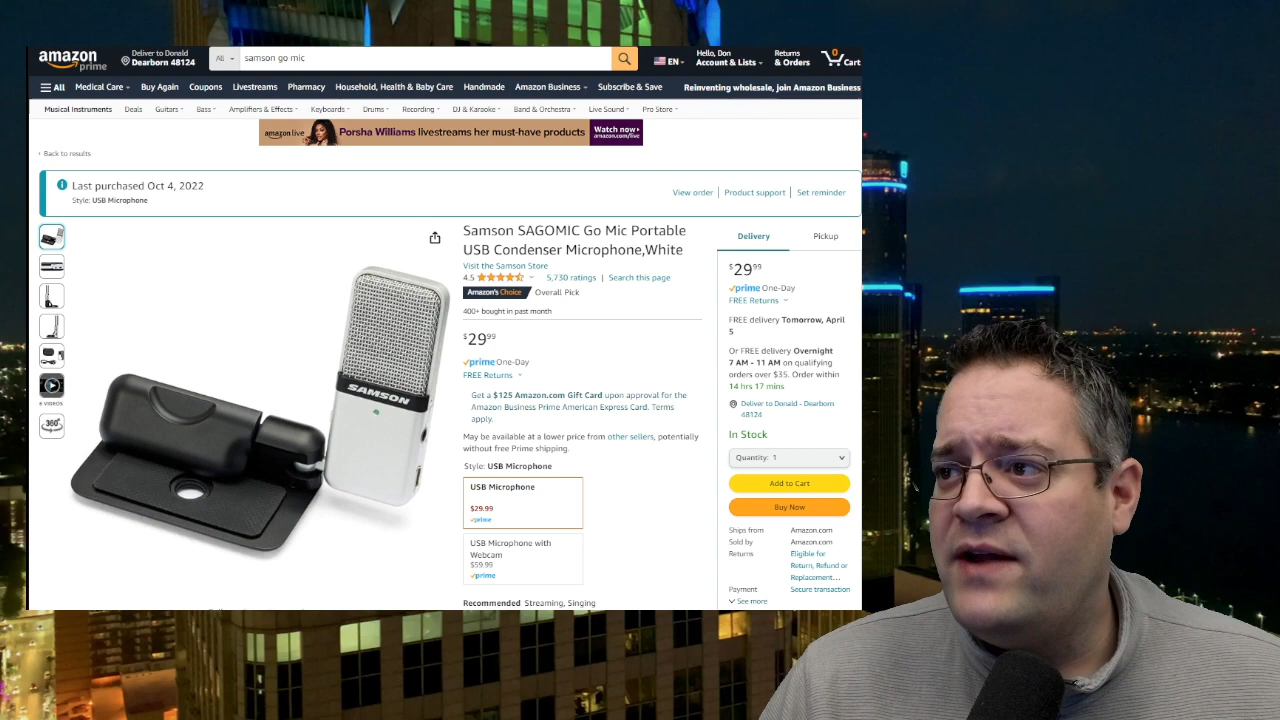 amazon
prime
Deliver to Donald
Dearborn 48124
All
samson go mic
EN
Hello, Don
Account & Lists
Returns
& Orders
0
Cart
All
Medical Care
Buy Again
Coupons
Livestreams
Pharmacy
Household, Health & Baby Care
Handmade
Amazon Business
Subscribe & Save
Reinventing wholesale, join Amazon Business
Musical Instruments
Deals
Guitars
Bass
Amplifiers & Effects
Keyboards
Drums
Recording
DJ & Karaoke
Band & Orchestra
Live Sound
Pro Store
amazon live
Porsha Williams livestreams her must-have products
Watch now
amazon.com/live
‹ Back to results
Last purchased Oct 4, 2022
Style: USB Microphone
View order
Product support
Set reminder
6 VIDEOS
360°
SAMSON
Samson SAGOMIC Go Mic Portable
USB Condenser Microphone,White
Visit the Samson Store
4.5
5,730 ratings | Search this page
Amazon's Choice
Overall Pick
400+ bought in past month
$2999
prime One-Day
FREE Returns
Get a $125 Amazon.com Gift Card upon approval for the
Amazon Business Prime American Express Card. Terms
apply.
May be available at a lower price from other sellers, potentially
without free Prime shipping.
Style: USB Microphone
USB Microphone
$29.99
prime
USB Microphone with
Webcam
$59.99
prime
Recommended Streaming, Singing
Delivery
Pickup
$2999
prime One-Day
FREE Returns
FREE delivery Tomorrow, April
5
Or FREE delivery Overnight
7 AM - 11 AM on qualifying
orders over $35. Order within
14 hrs 17 mins
Deliver to Donald - Dearborn
48124
In Stock
Quantity: 1
Add to Cart
Buy Now
Ships from Amazon.com
Sold by Amazon.com
Returns Eligible for
Return, Refund or
Replacement...
Payment Secure transaction
See more